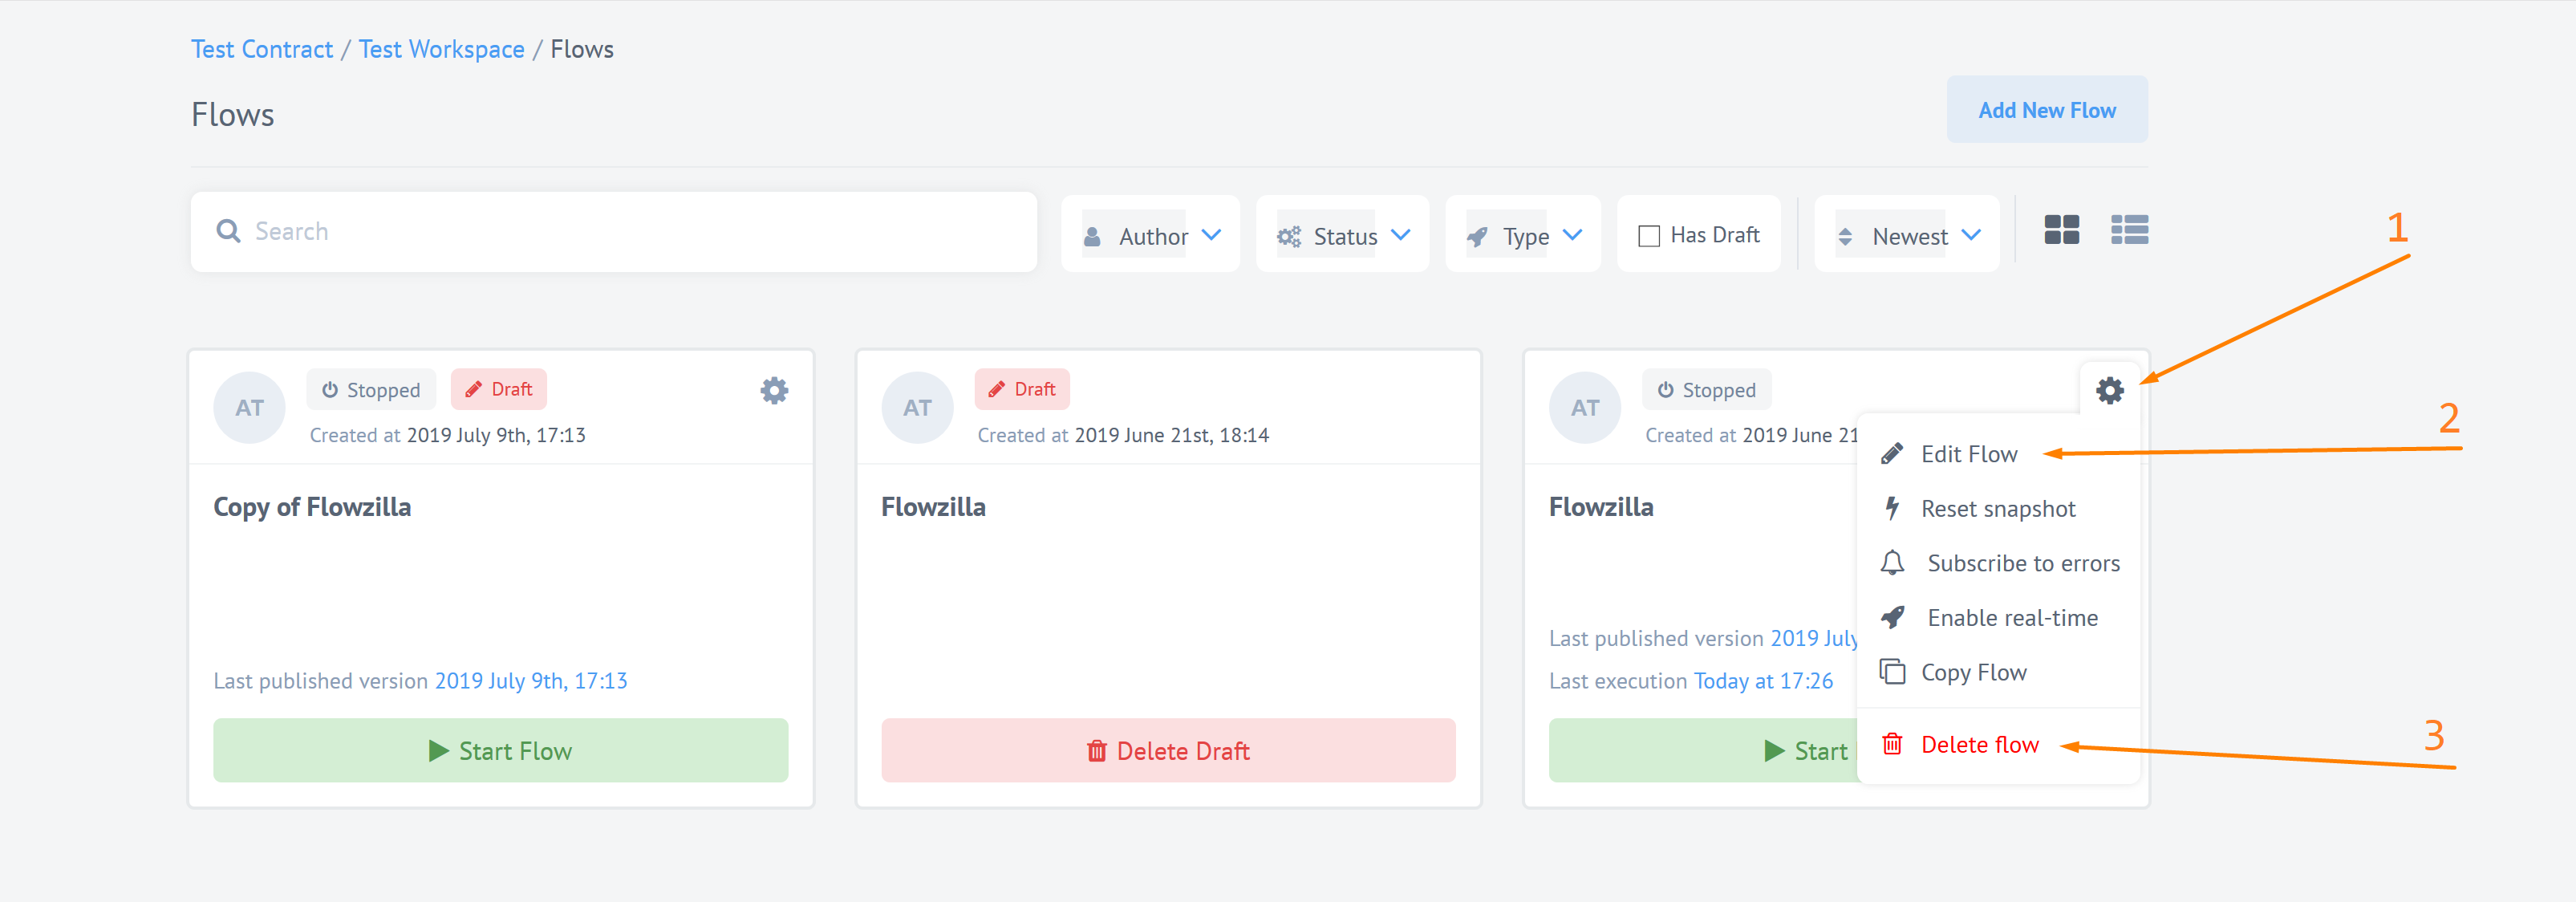 Test Contract / Test Workspace / Flows
Flows
Add New Flow
Search
Author
Status
Type
Has Draft
Newest
1
AT
Stopped
Draft
Created at 2019 July 9th, 17:13
Copy of Flowzilla
Last published version 2019 July 9th, 17:13
Start Flow
AT
Draft
Created at 2019 June 21st, 18:14
Flowzilla
Delete Draft
AT
Stopped
Created at 2019 June 21
Flowzilla
Last published version 2019 July
Last execution Today at 17:26
Start
2
Edit Flow
Reset snapshot
Subscribe to errors
Enable real-time
Copy Flow
Delete flow
3